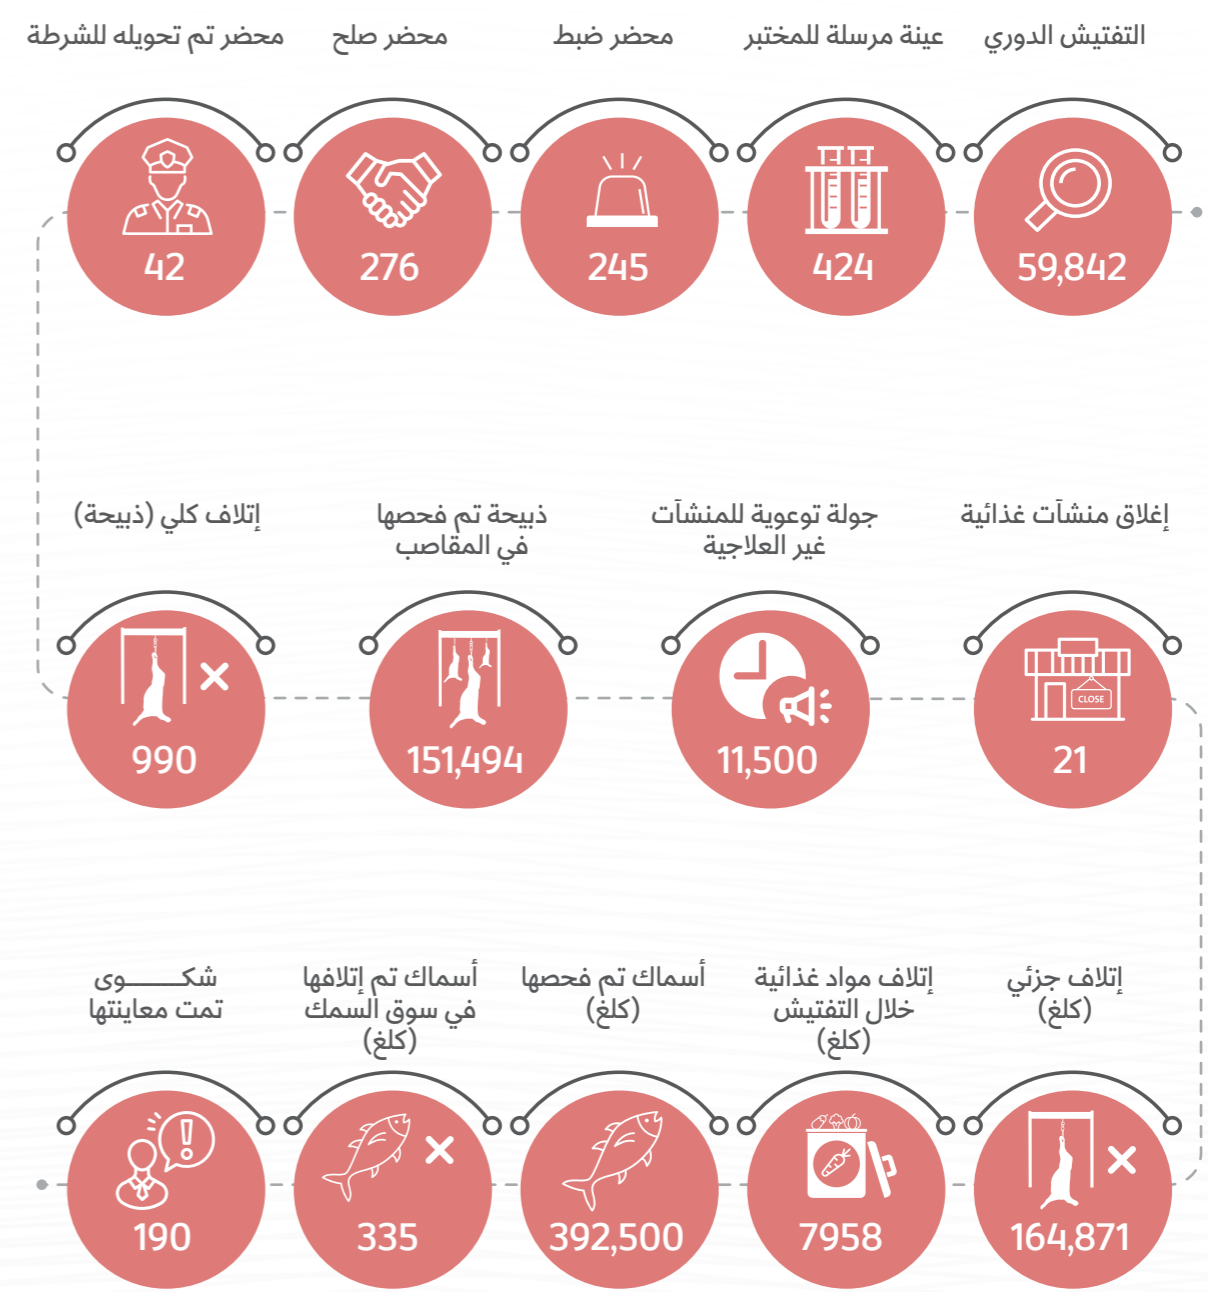 التفتيش الدوري
59,842
عينة مرسلة للمختبر
424
محضر ضبط
245
محضر صلح
276
محضر تم تحويله للشرطة
42
إغلاق منشآت غذائية
CLOSE
21
جولة توعوية للمنشآت
غير العلاجية
11,500
ذبيحة تم فحصها
في المقاصب
151,494
إتلاف كلي (ذبيحة)
990
إتلاف جزئي
(كلغ)
164,871
إتلاف مواد غذائية
خلال التفتيش
(كلغ)
7958
أسماك تم فحصها
(كلغ)
392,500
أسماك تم إتلافها
في سوق السمك
(كلغ)
335
شكـــــــوى
تمت معاينتها
190